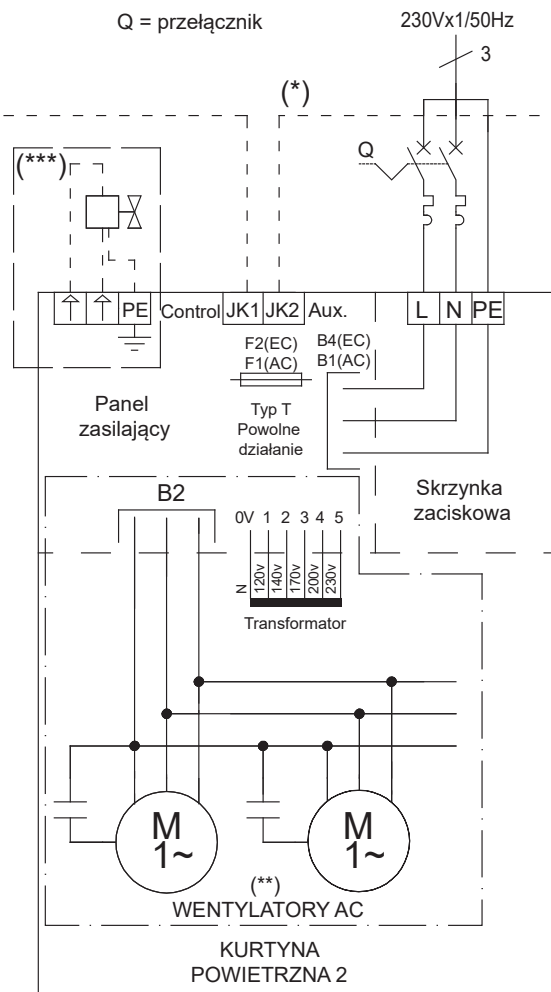 Q = przełącznik
230Vx1/50Hz
3
(*)
(***)
Q
PE
Control
JK1
JK2
Aux.
L
N
PE
F2(EC)
F1(AC)
B4(EC)
B1(AC)
Panel
zasilający
Typ T
Powolne
działanie
Skrzynka
zaciskowa
B2
0V 1 2 3 4 5
N
120v
140v
170v
200v
230v
Transformator
M
1~
M
1~
(**)
WENTYLATORY AC
KURTYNA
POWIETRZNA 2